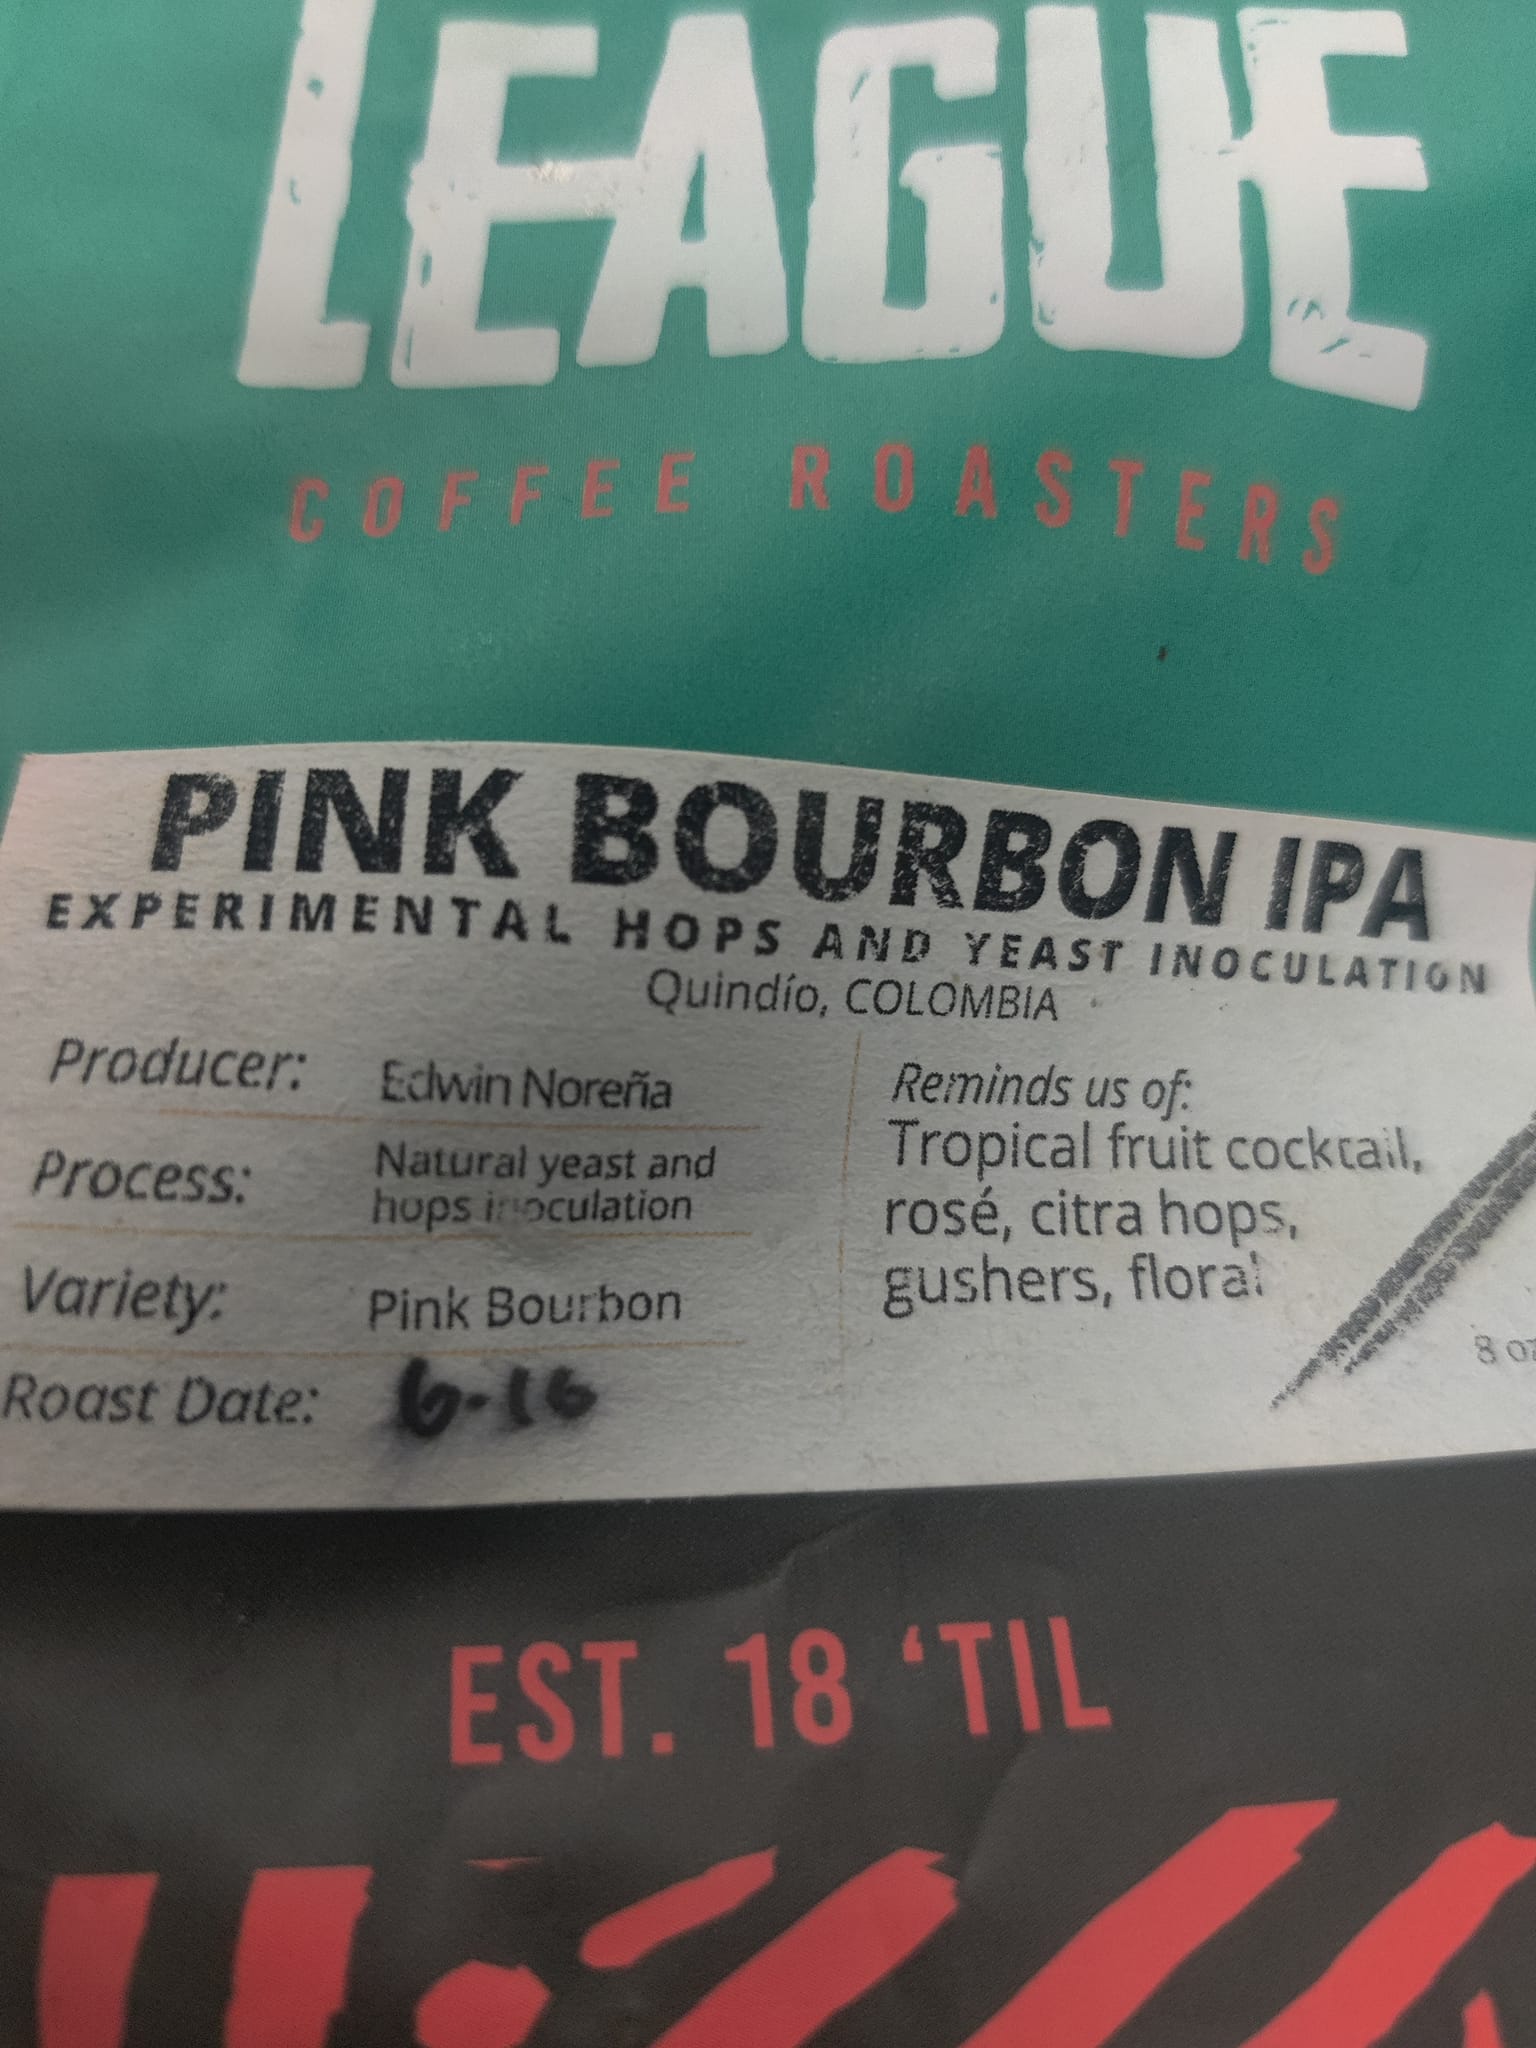 LEAGUE
COFFEE ROASTERS
PINK BOURBON IPA
EXPERIMENTAL HOPS AND YEAST INOCULATION
Quindío, COLOMBIA
Producer: Edwin Noreña
Process: Natural yeast and
hops inoculation
Variety: Pink Bourbon
Roast Date: 6-16
Reminds us of:
Tropical fruit cocktail,
rosé, citra hops,
gushers, floral
8 oz
EST. 18 ‘TIL